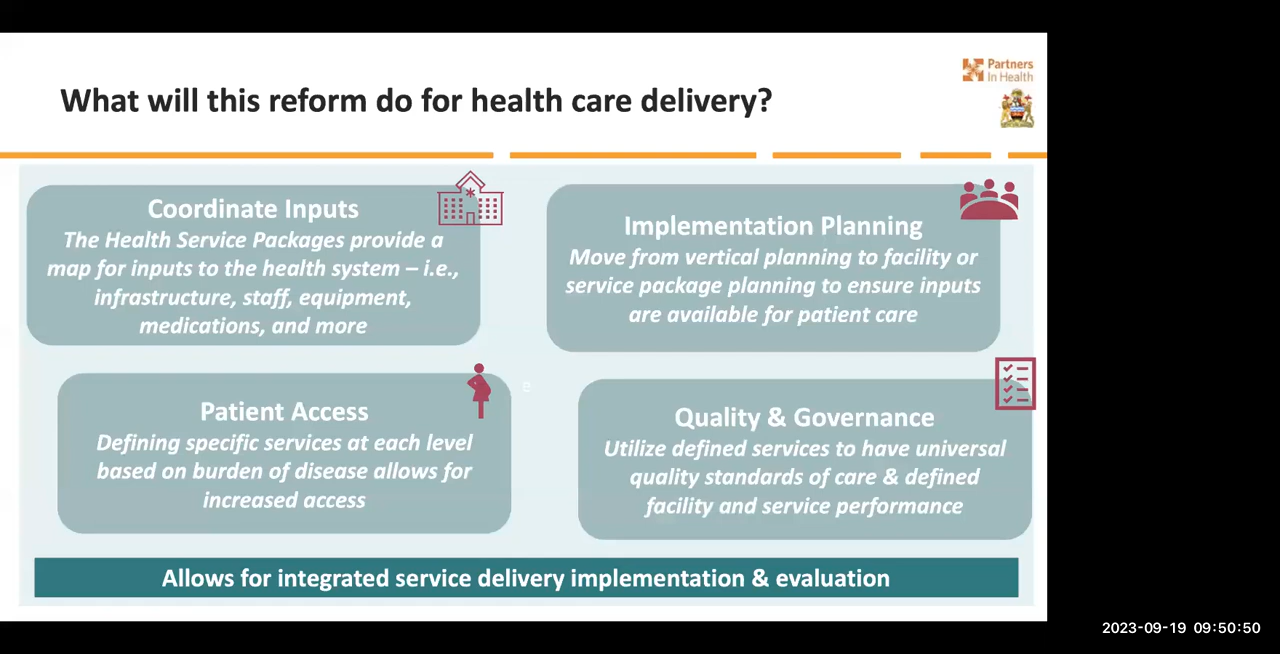 What will this reform do for health care delivery?
Partners
In Health
Coordinate Inputs
The Health Service Packages provide a
map for inputs to the health system – i.e.,
infrastructure, staff, equipment,
medications, and more
Implementation Planning
Move from vertical planning to facility or
service package planning to ensure inputs
are available for patient care
Patient Access
Defining specific services at each level
based on burden of disease allows for
increased access
Quality & Governance
Utilize defined services to have universal
quality standards of care & defined
facility and service performance
Allows for integrated service delivery implementation & evaluation
2023-09-19 09:50:50